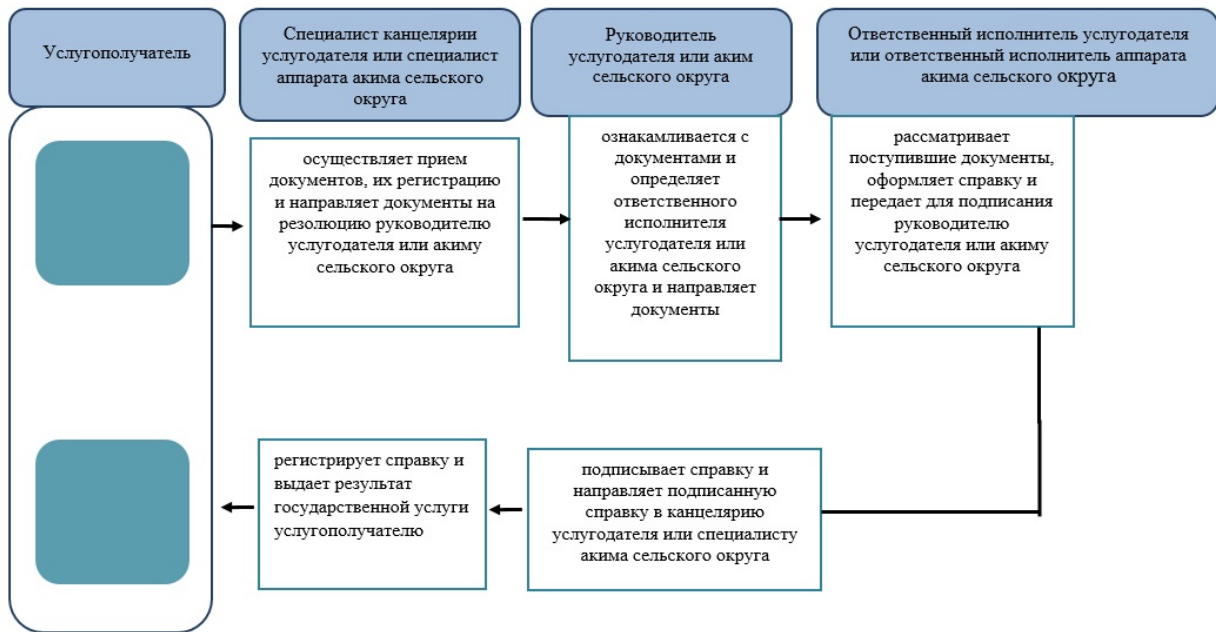 Услугополучатель
Специалист канцелярии
услугодателя или специалист
аппарата акима сельского
округа
Руководитель
услугодателя или аким
сельского округа
Ответственный исполнитель услугодателя
или ответственный исполнитель аппарата
акима сельского округа
осуществляет прием
документов, их регистрацию
и направляет документы на
резолюцию руководителю
услугодателя или акиму
сельского округа
ознакамливается с
документами и
определяет
ответственного
исполнителя
услугодателя или
акима сельского
округа и направляет
документы
рассматривает
поступившие документы,
оформляет справку и
передает для подписания
руководителю
услугодателя или акиму
сельского округа
регистрирует справку и
выдает результат
государственной услуги
услугополучателю
подписывает справку и
направляет подписанную
справку в канцелярию
услугодателя или специалисту
акима сельского округа